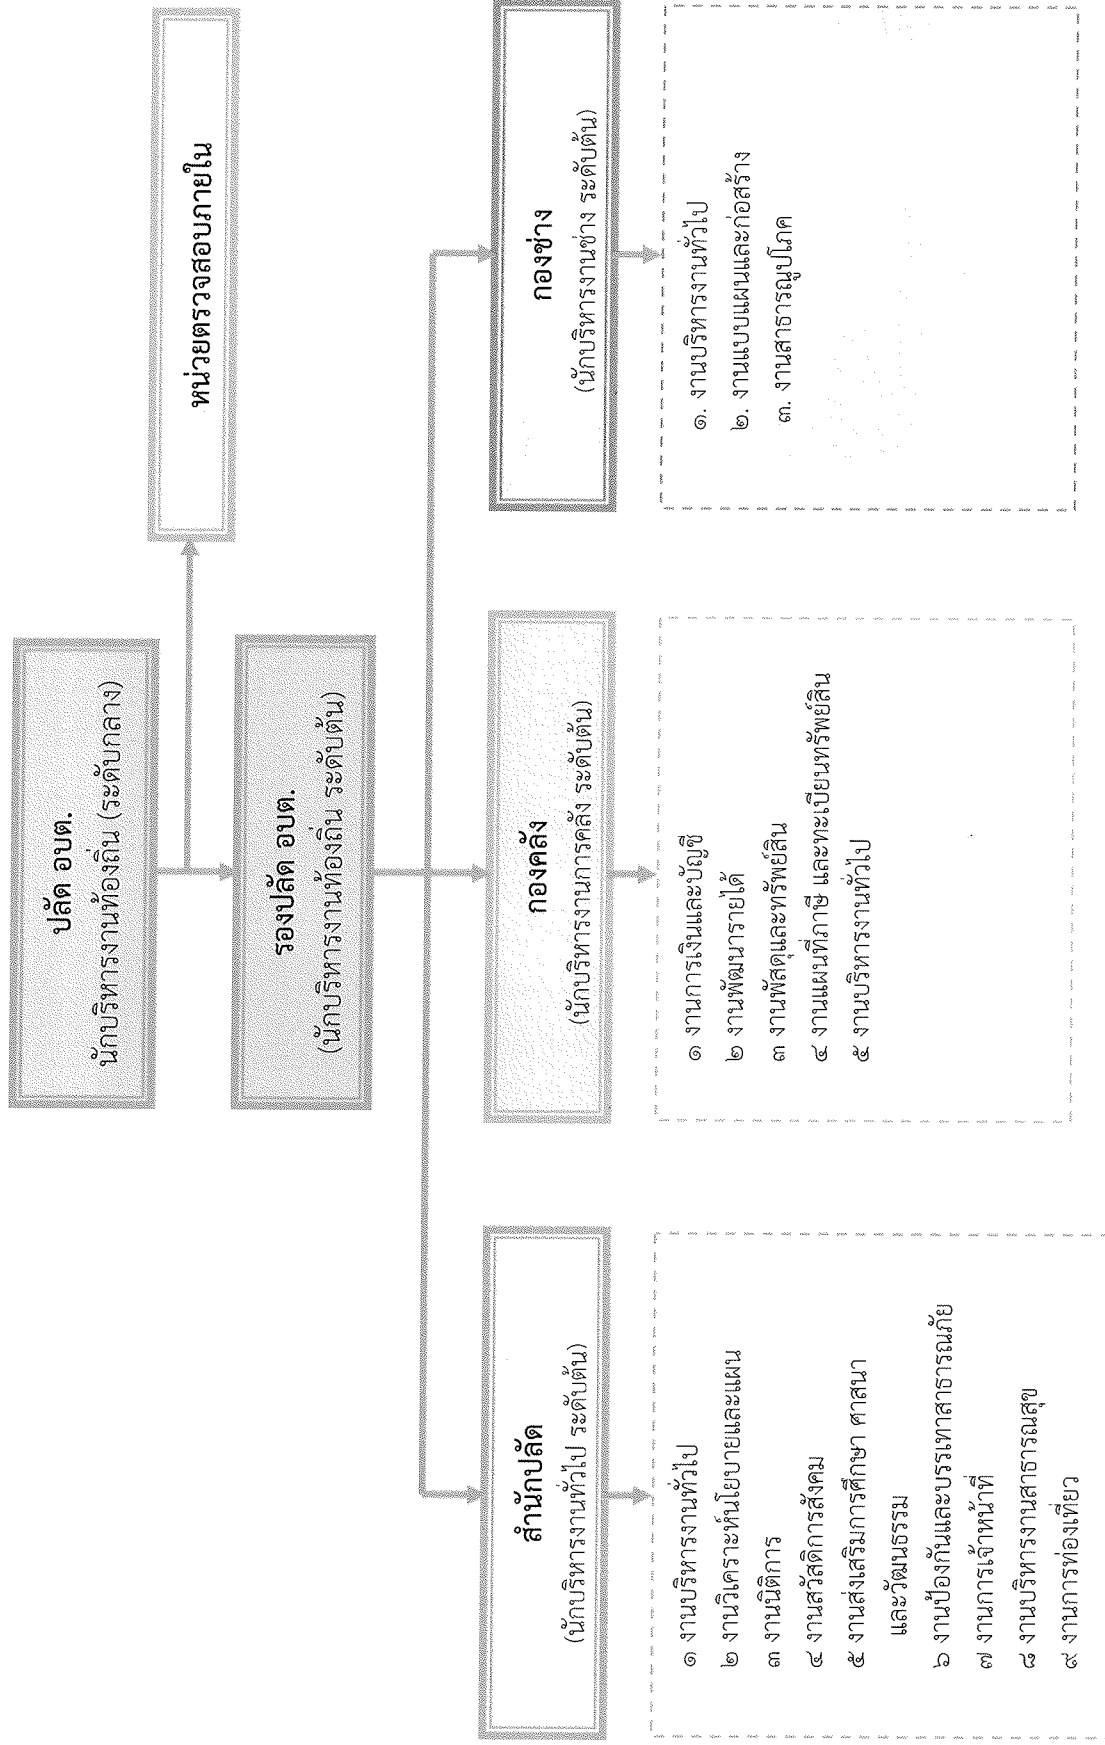 ปลัด อบต.
นักบริหารงานท้องถิ่น (ระดับกลาง)
หน่วยตรวจสอบภายใน
รองปลัด อบต.
(นักบริหารงานท้องถิ่น ระดับต้น)
สำนักปลัด
(นักบริหารงานทั่วไป ระดับต้น)
๑ งานบริหารงานทั่วไป
๒ งานวิเคราะห์นโยบายและแผน
๓ งานนิติการ
๔ งานสวัสดิการสังคม
๕ งานส่งเสริมการศึกษา ศาสนา
และวัฒนธรรม
๖ งานป้องกันและบรรเทาสาธารณภัย
๗ งานการเจ้าหน้าที่
๘ งานบริหารงานสาธารณสุข
๙ งานการท่องเที่ยว
กองคลัง
(นักบริหารงานการคลัง ระดับต้น)
๑ งานการเงินและบัญชี
๒ งานพัฒนารายได้
๓ งานพัสดุและทรัพย์สิน
๔ งานแผนที่ภาษี และทะเบียนทรัพย์สิน
๕ งานบริหารงานทั่วไป
กองช่าง
(นักบริหารงานช่าง ระดับต้น)
๑. งานบริหารงานทั่วไป
๒. งานแบบแผนและก่อสร้าง
๓. งานสาธารณูปโภค